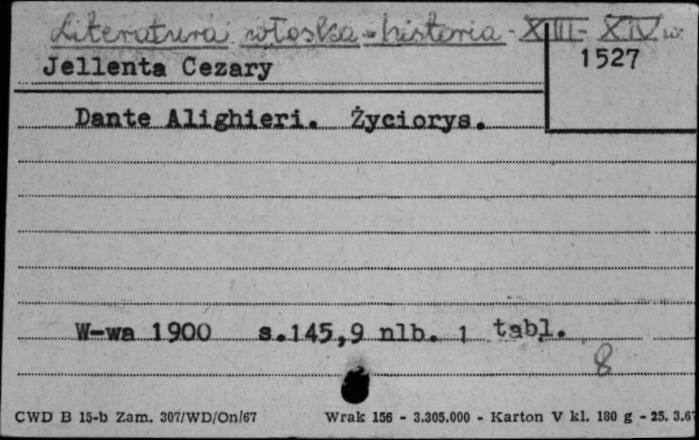 Literatura włoska - historia - XIII - XIV w.
Jellenta Cezary
1527
Dante Alighieri. Życiorys.
W-wa 1900 s.145,9 nlb. 1 tabl.
8
CWD B 15-b Zam. 307/WD/On/67 Wrak 156 - 3.305.000 - Karton V kl. 180 g - 25. 3.67